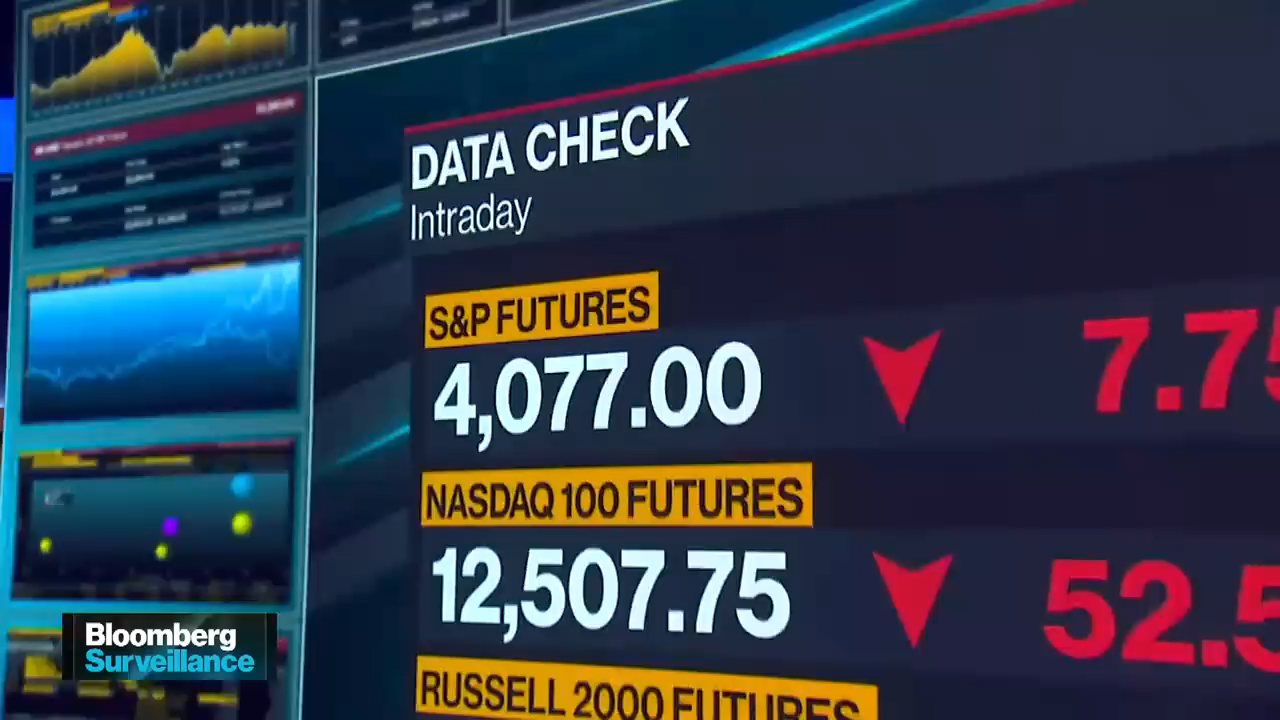 DATA CHECK
Intraday
S&P FUTURES
4,077.00 7.75
NASDAQ 100 FUTURES
12,507.75 52.5
RUSSELL 2000 FUTURES
Bloomberg
Surveillance